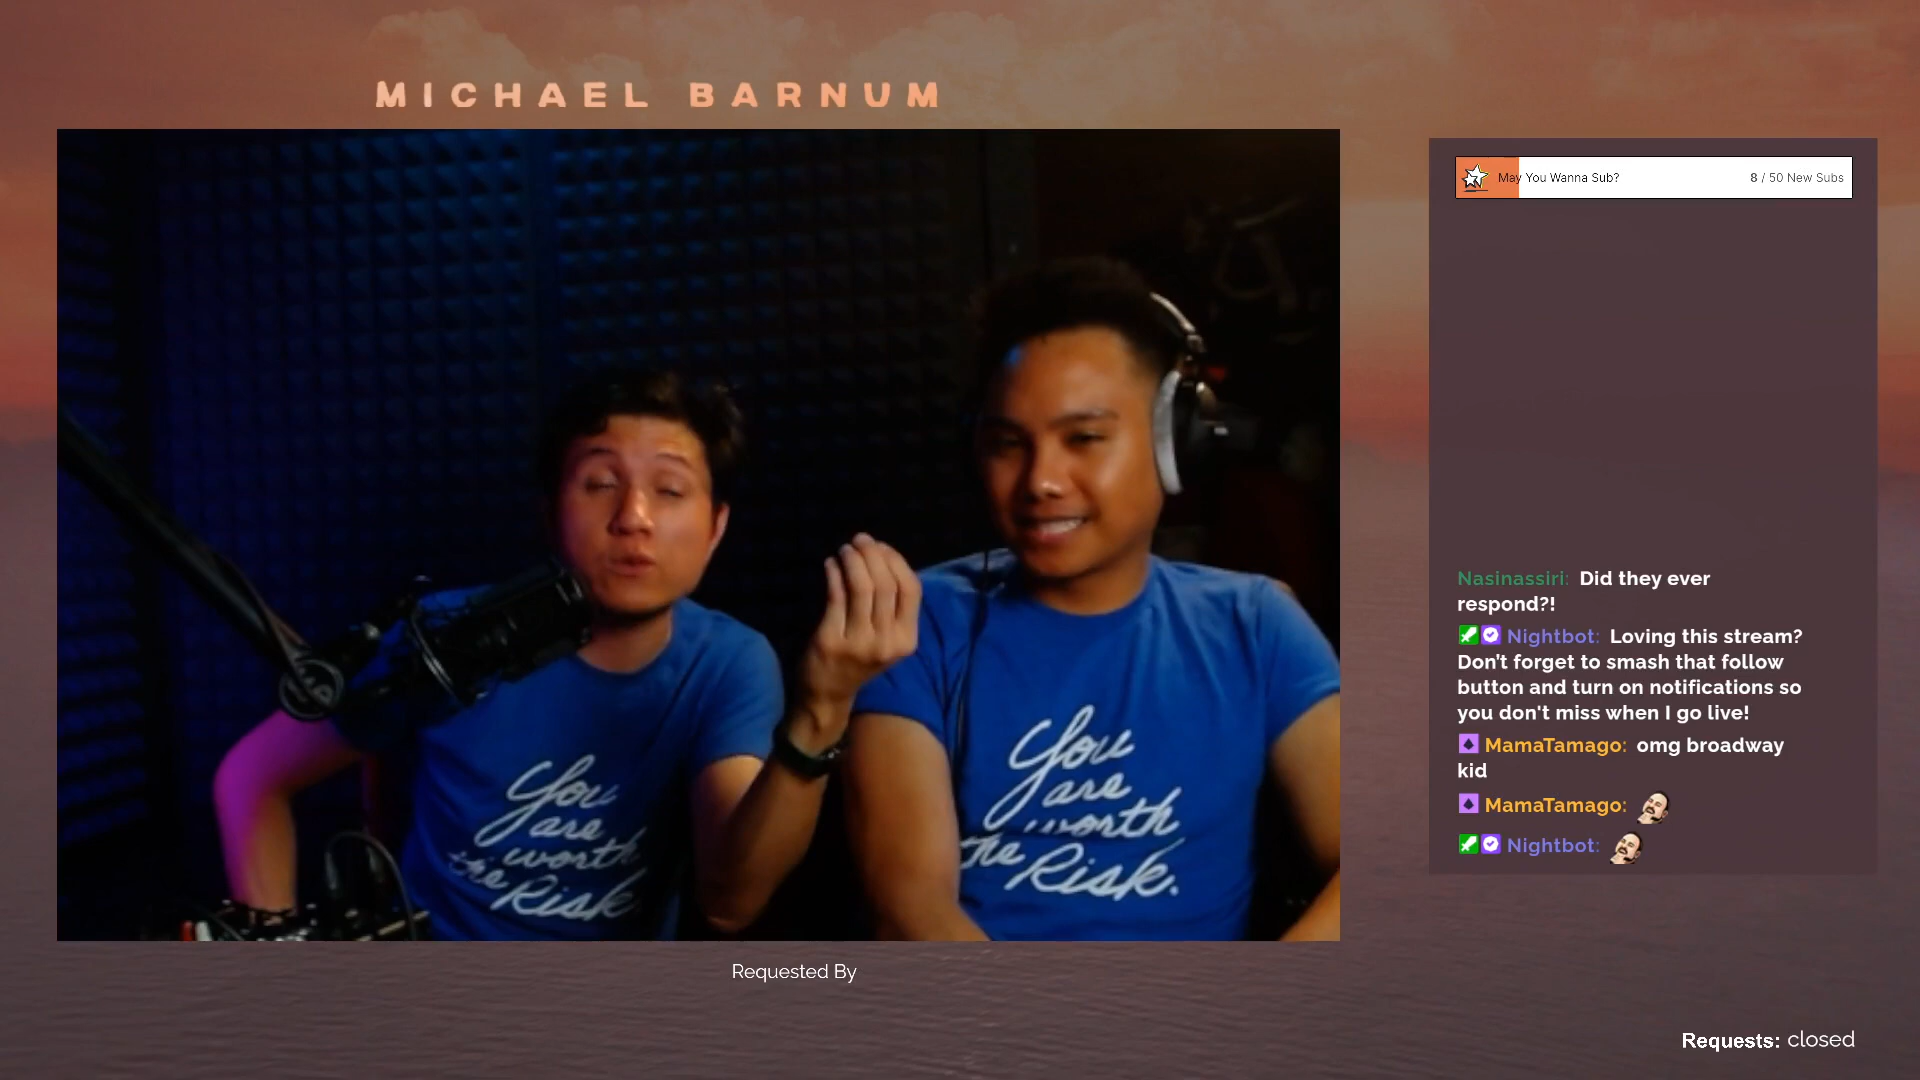 MICHAEL BARNUM
May You Wanna Sub? 8 / 50 New Subs
Nasinassiri: Did they ever
respond?!
Nightbot: Loving this stream?
Don't forget to smash that follow
button and turn on notifications so
you don't miss when I go live!
MamaTamago: omg broadway
kid
MamaTamago:
Nightbot:
You
are
worth
the Risk.
You
are
worth
the Risk.
Requested By
Requests: closed